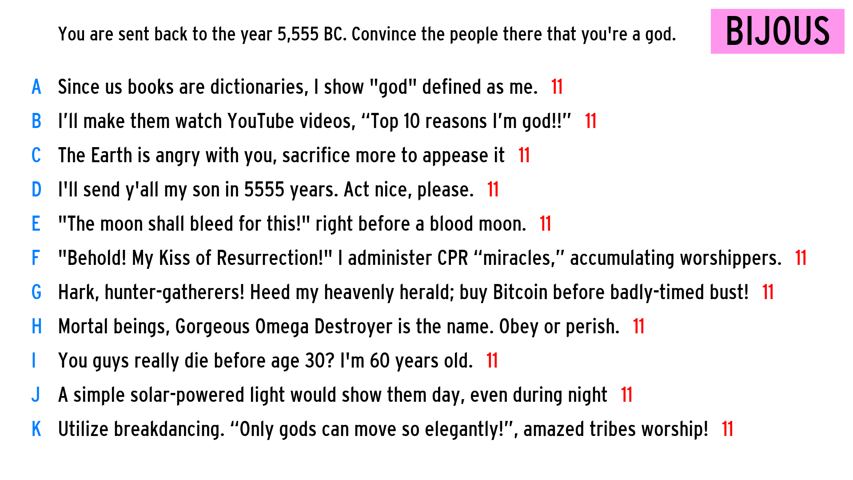 You are sent back to the year 5,555 BC. Convince the people there that you're a god.
BIJOUS
A Since us books are dictionaries, I show "god" defined as me. 11
B I’ll make them watch YouTube videos, “Top 10 reasons I’m god!!” 11
C The Earth is angry with you, sacrifice more to appease it 11
D I'll send y'all my son in 5555 years. Act nice, please. 11
E "The moon shall bleed for this!" right before a blood moon. 11
F "Behold! My Kiss of Resurrection!" I administer CPR “miracles,” accumulating worshippers. 11
G Hark, hunter-gatherers! Heed my heavenly herald; buy Bitcoin before badly-timed bust! 11
H Mortal beings, Gorgeous Omega Destroyer is the name. Obey or perish. 11
I You guys really die before age 30? I'm 60 years old. 11
J A simple solar-powered light would show them day, even during night 11
K Utilize breakdancing. “Only gods can move so elegantly!”, amazed tribes worship! 11